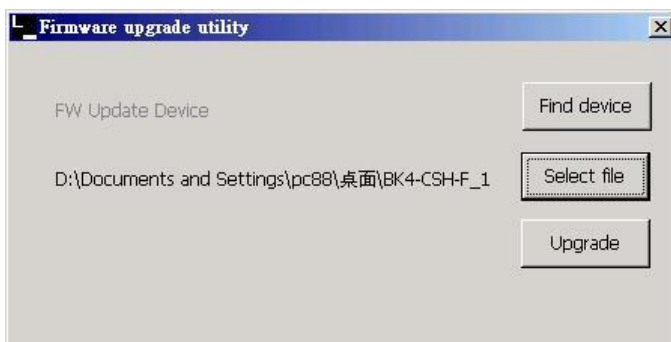 Firmware upgrade utility
FW Update Device
Find device
D:\Documents and Settings\pc88\桌面\BK4-CSH-F_1
Select file
Upgrade